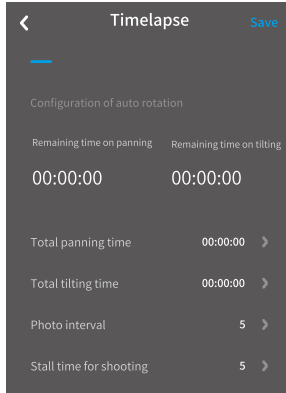 Timelapse
Save
Configuration of auto rotation
Remaining time on panning
Remaining time on tilting
00:00:00
00:00:00
Total panning time 00:00:00
Total tilting time 00:00:00
Photo interval 5
Stall time for shooting 5